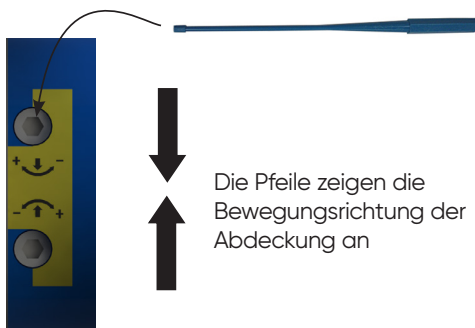 + -
- +
Die Pfeile zeigen die
Bewegungsrichtung der
Abdeckung an